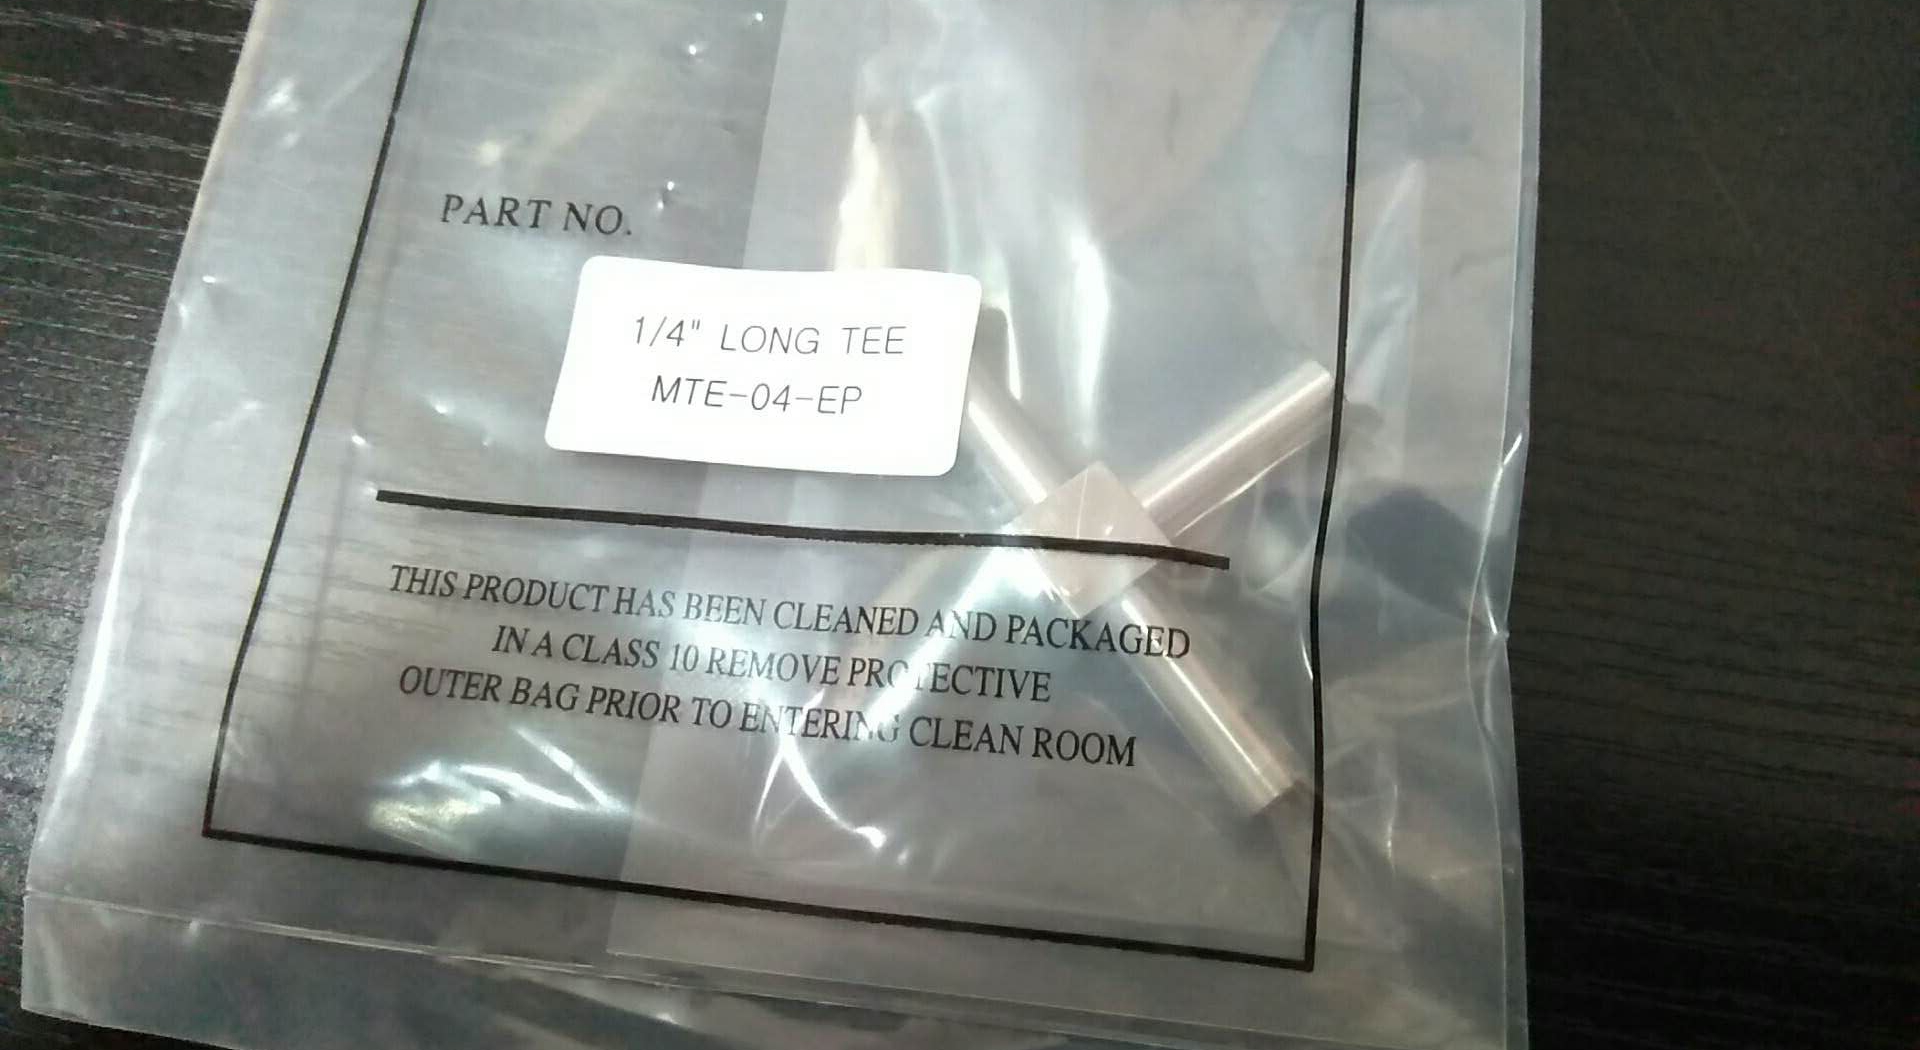 PART NO.
1/4" LONG TEE
MTE-04-EP
THIS PRODUCT HAS BEEN CLEANED AND PACKAGED
IN A CLASS 10 REMOVE PROTECTIVE
OUTER BAG PRIOR TO ENTERING CLEAN ROOM